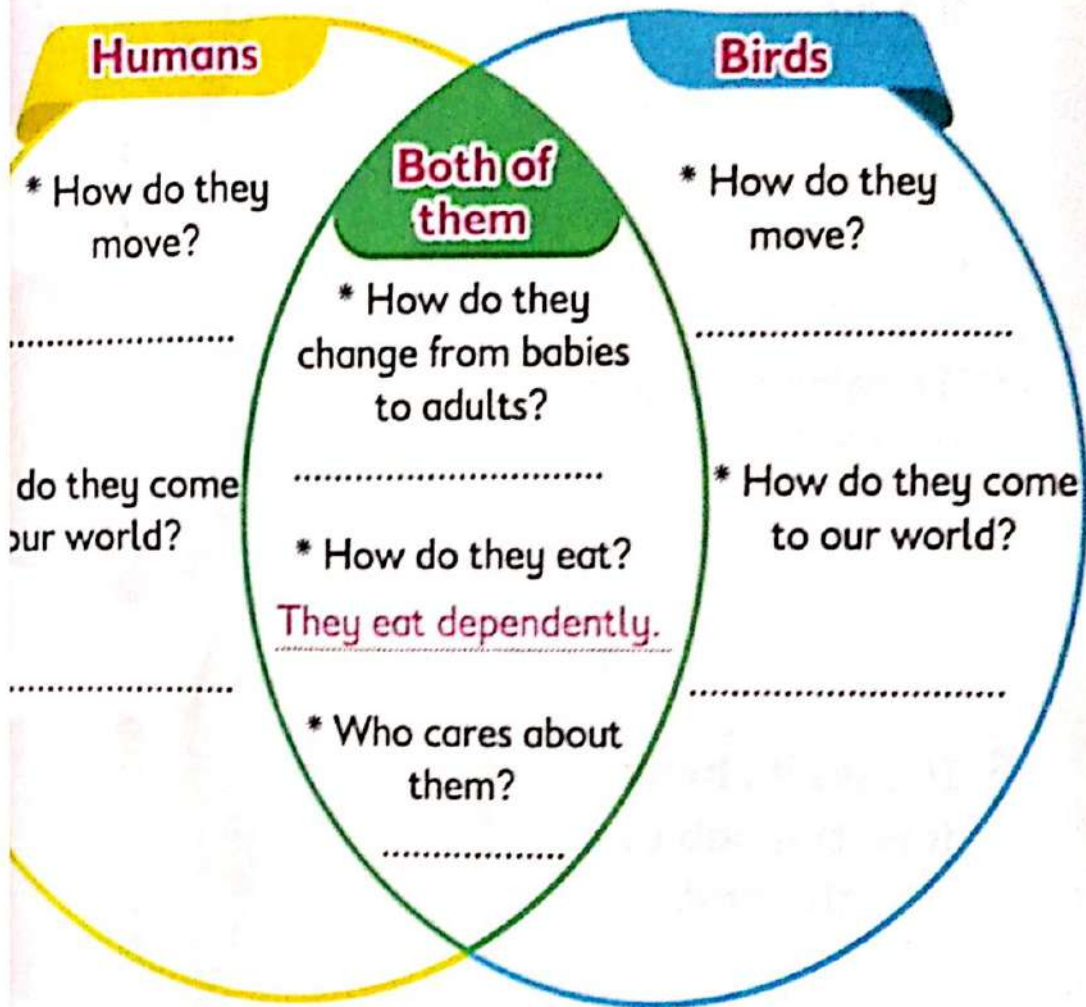 Humans
* How do they
move?
....................
do they come
our world?
....................
Both of
them
* How do they
change from babies
to adults?
....................
* How do they eat?
They eat dependently.
* Who cares about
them?
....................
Birds
* How do they
move?
....................
* How do they come
to our world?
....................